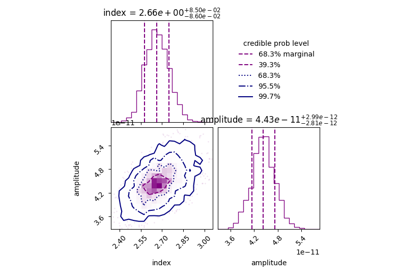 index = 2.66e+00 +8.50e−02 −8.60e−02
credible prob level
68.3% marginal
39.3%
68.3%
95.5%
99.7%
1e−11
amplitude = 4.43e−11 +2.99e−12 −2.81e−12
amplitude
5.4
4.8
4.2
3.6
2.40
2.55
2.70
2.85
3.00
index
3.6
4.2
4.8
5.4
1e−11
amplitude